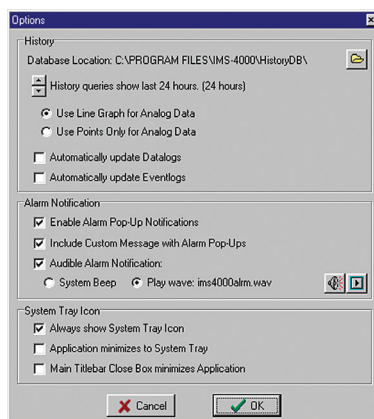 Options
History
Database Location: C:\PROGRAM FILES\IMS-4000\HistoryDB\
History queries show last 24 hours. (24 hours)
Use Line Graph for Analog Data
Use Points Only for Analog Data
Automatically update Datalogs
Automatically update Eventlogs
Alarm Notification
Enable Alarm Pop-Up Notifications
Include Custom Message with Alarm Pop-Ups
Audible Alarm Notification:
System Beep Play wave: ims4000alrm.wav
System Tray Icon
Always show System Tray Icon
Application minimizes to System Tray
Main Titlebar Close Box minimizes Application
Cancel OK